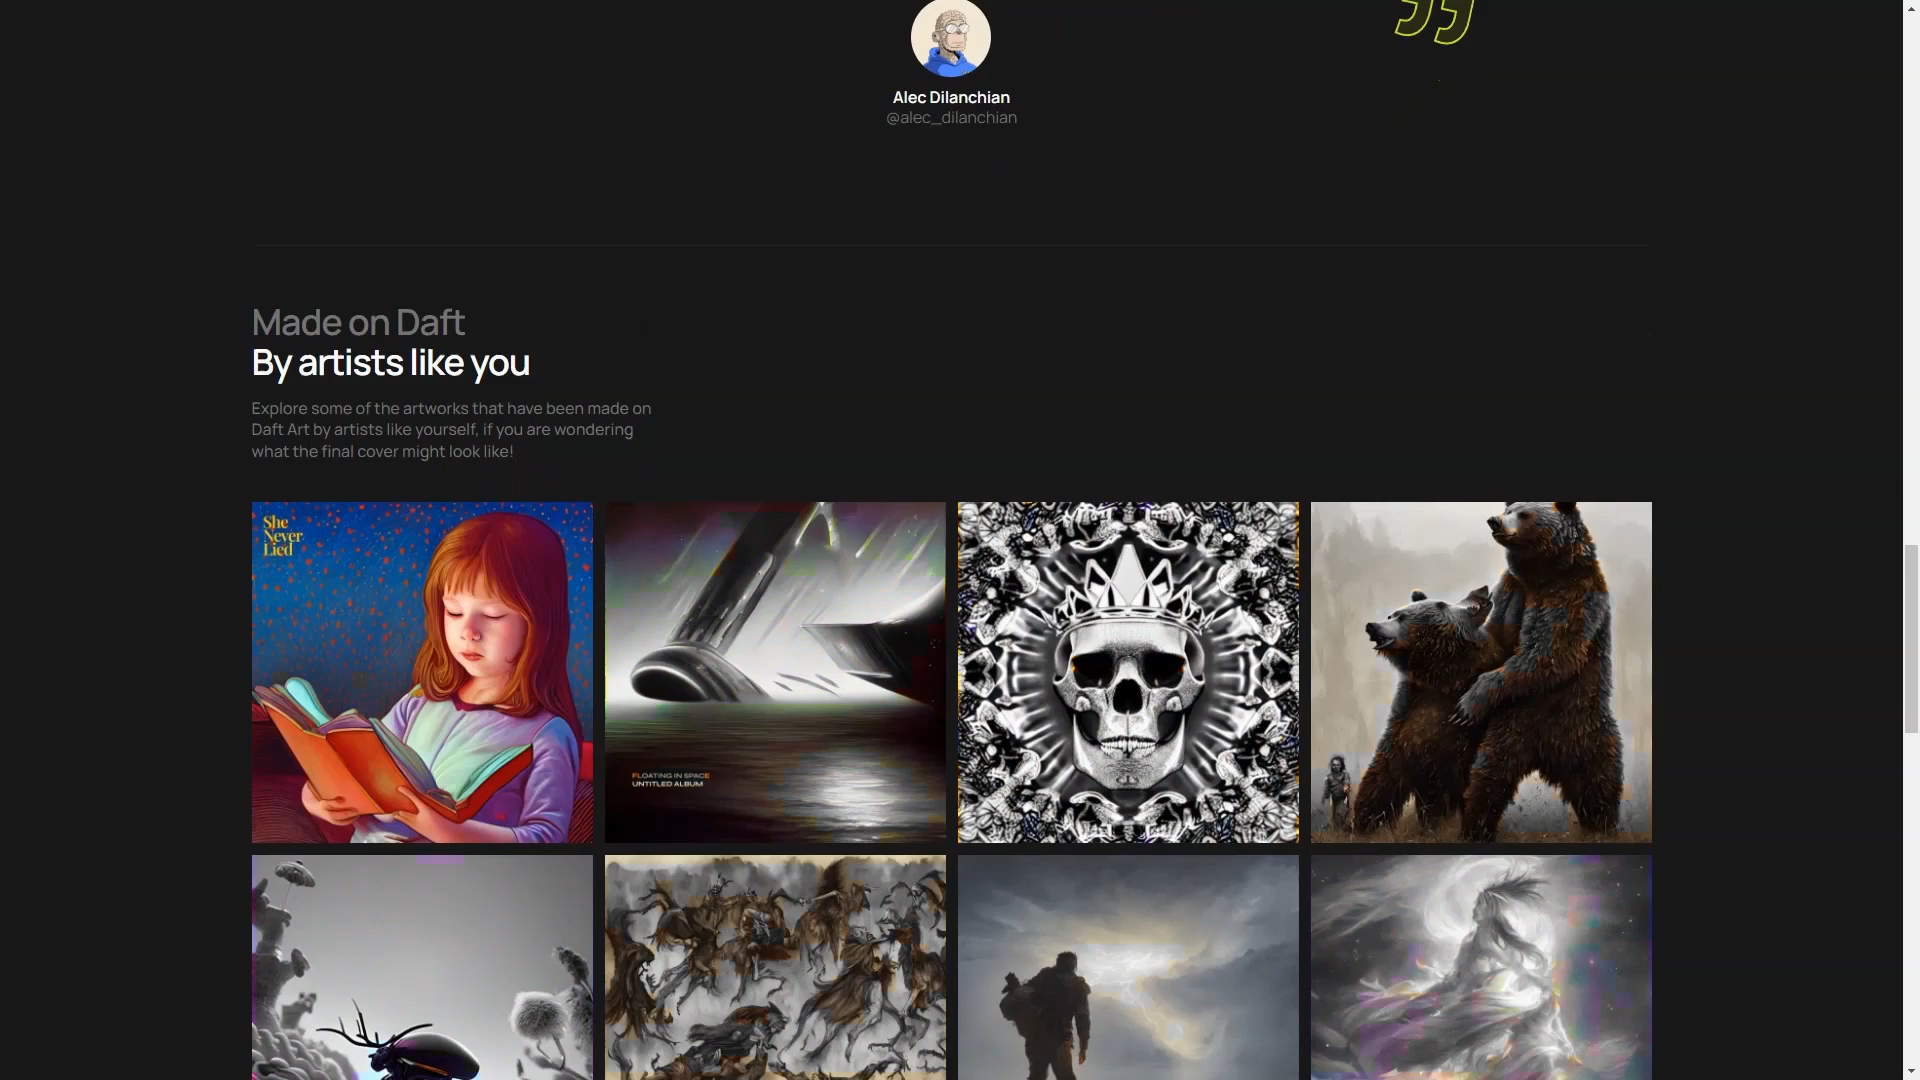 Alec Dilanchian
@alec_dilanchian
Made on Daft
By artists like you
Explore some of the artworks that have been made on
Daft Art by artists like yourself, if you are wondering
what the final cover might look like!
She
Never
Lied
FLOATING IN SPACE
UNTITLED ALBUM